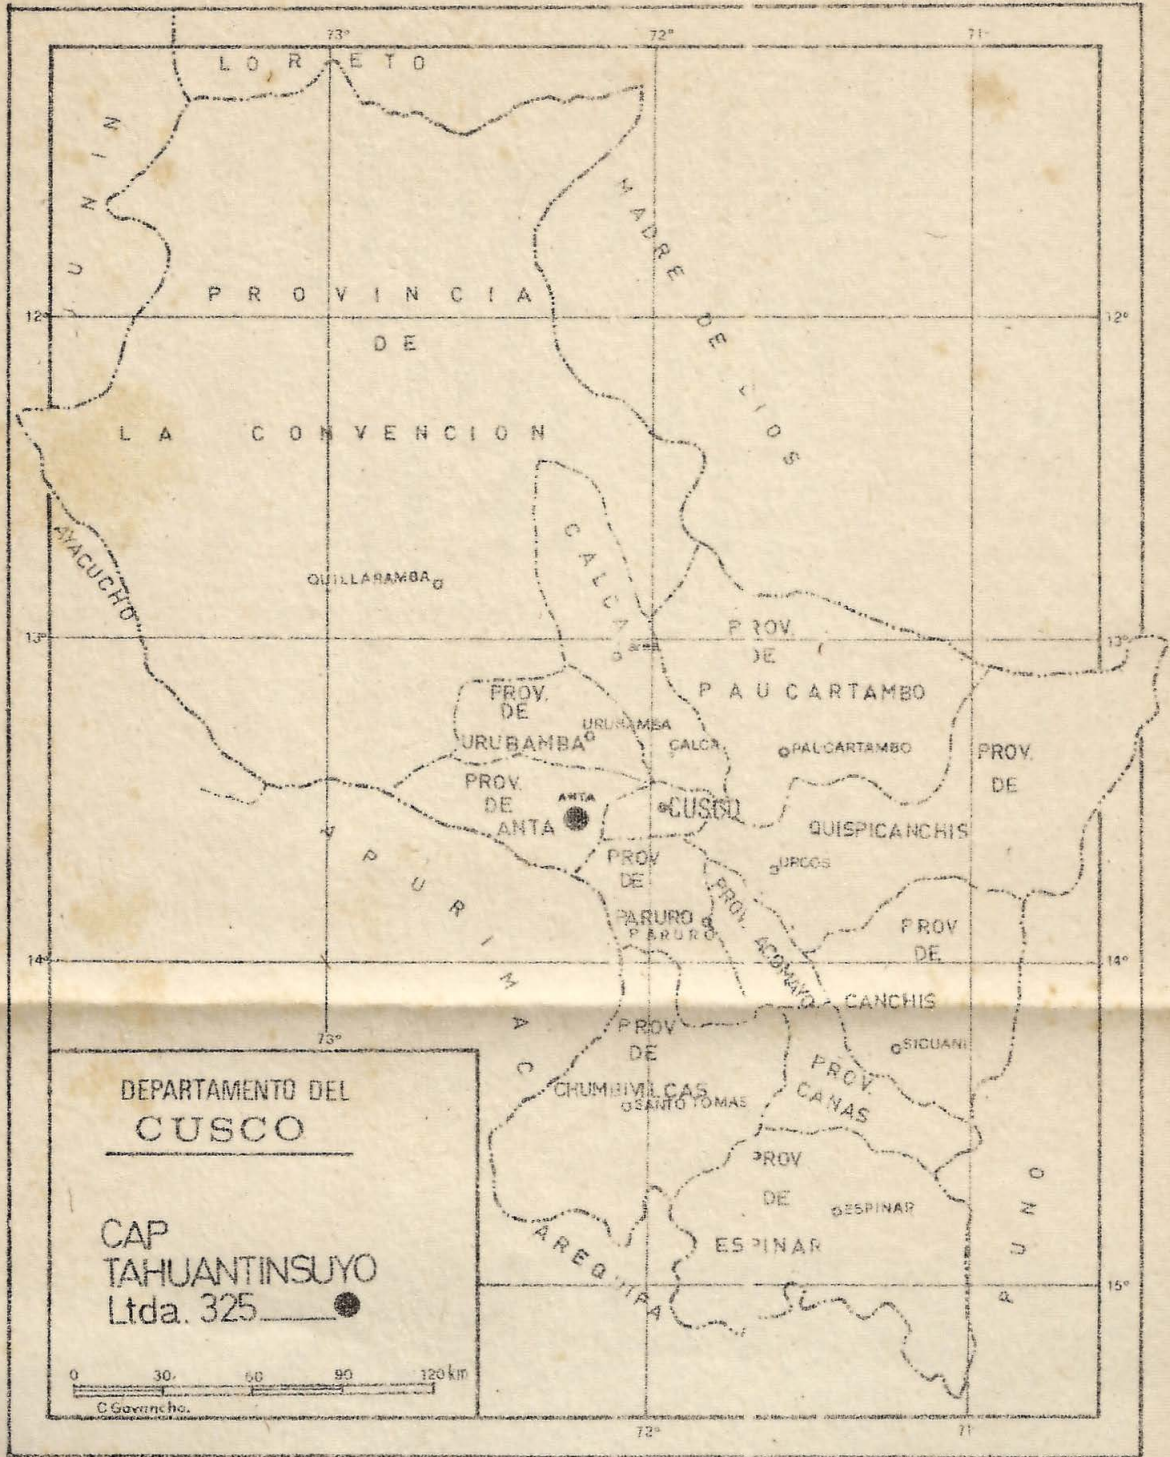 73° 72° 71°
LORETO
JUNIN
MADRE DE DIOS
PROVINCIA
12° 12°
DE
LA CONVENCION
AYACUCHO
CALCA
QUILLARAMBA
13° 13°
PROV.
DE
PAUCARTAMBO
PROV.
DE
URUBAMBA
URUBAMBA
CALCA
PALCARTAMBO
PROV.
DE
QUISPICANCHIS
PROV.
DE
ANTA
ANTA
CUSCO
URCOS
APURIMAC
PROV
DE
PARURO
PARURO
PROV. ACOMAYO
PROV
DE
CANCHIS
14° 14°
SICUANI
73°
PROV
DE
CHUMBIVILCAS
SANTO TOMAS
PROV.
CANAS
PROV
DE
ESPINAR
ESPINAR
AREQUIPA
PUNO
15°
DEPARTAMENTO DEL
CUSCO
CAP
TAHUANTINSUYO
Ltda. 325
0 30 60 90 120 km
C Gavancho.
72° 71